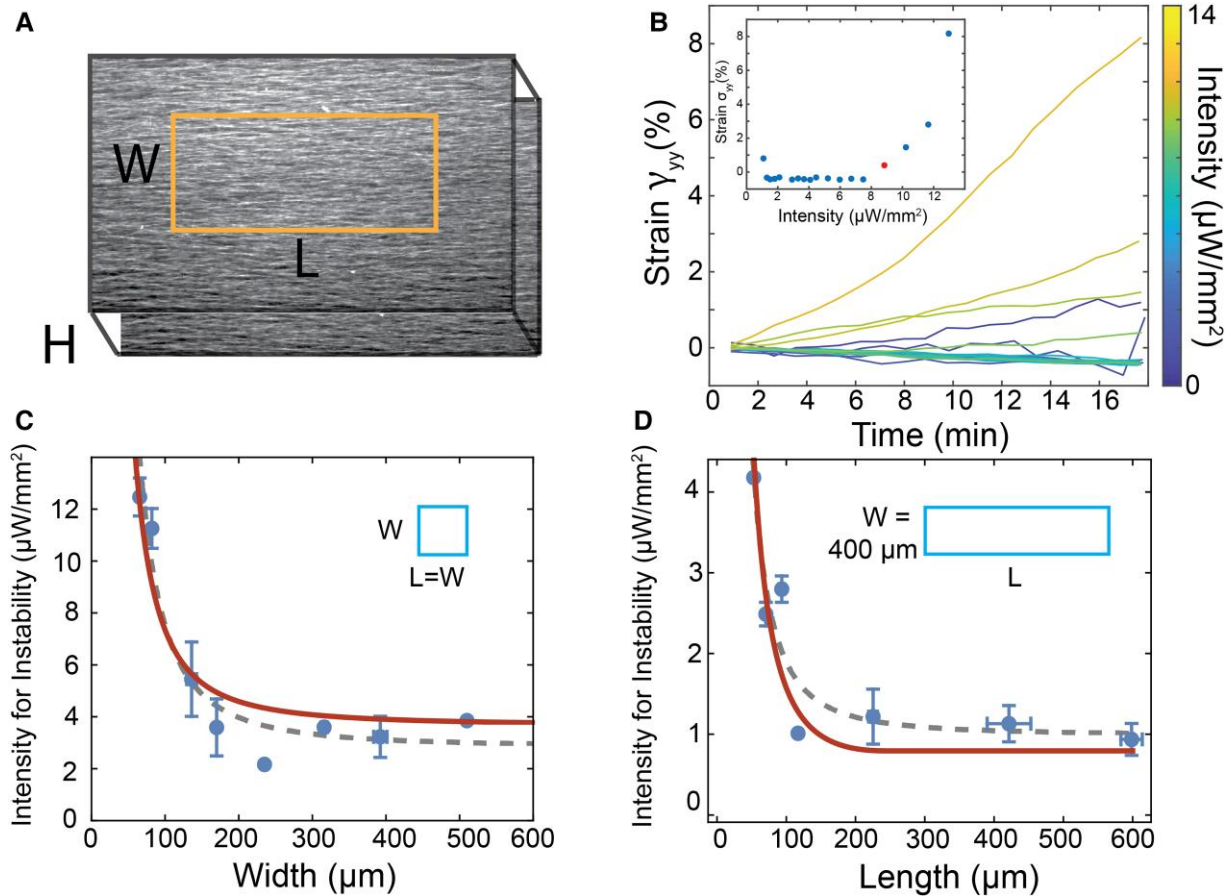 A
W
L
H
B
Strain γyy(%)
8
6
4
2
0
0 2 4 6 8 10 12 14 16
Time (min)
Strain σyy(%)
8
6
4
2
0
0 2 4 6 8 10 12
Intensity (µW/mm²)
14
Intensity (µW/mm²)
0
C
Intensity for Instability (µW/mm²)
12
10
8
6
4
2
0
0 100 200 300 400 500 600
Width (µm)
W
L=W
D
Intensity for Instability (µW/mm²)
4
3
2
1
0
0 100 200 300 400 500 600
Length (µm)
W =
400 µm
L